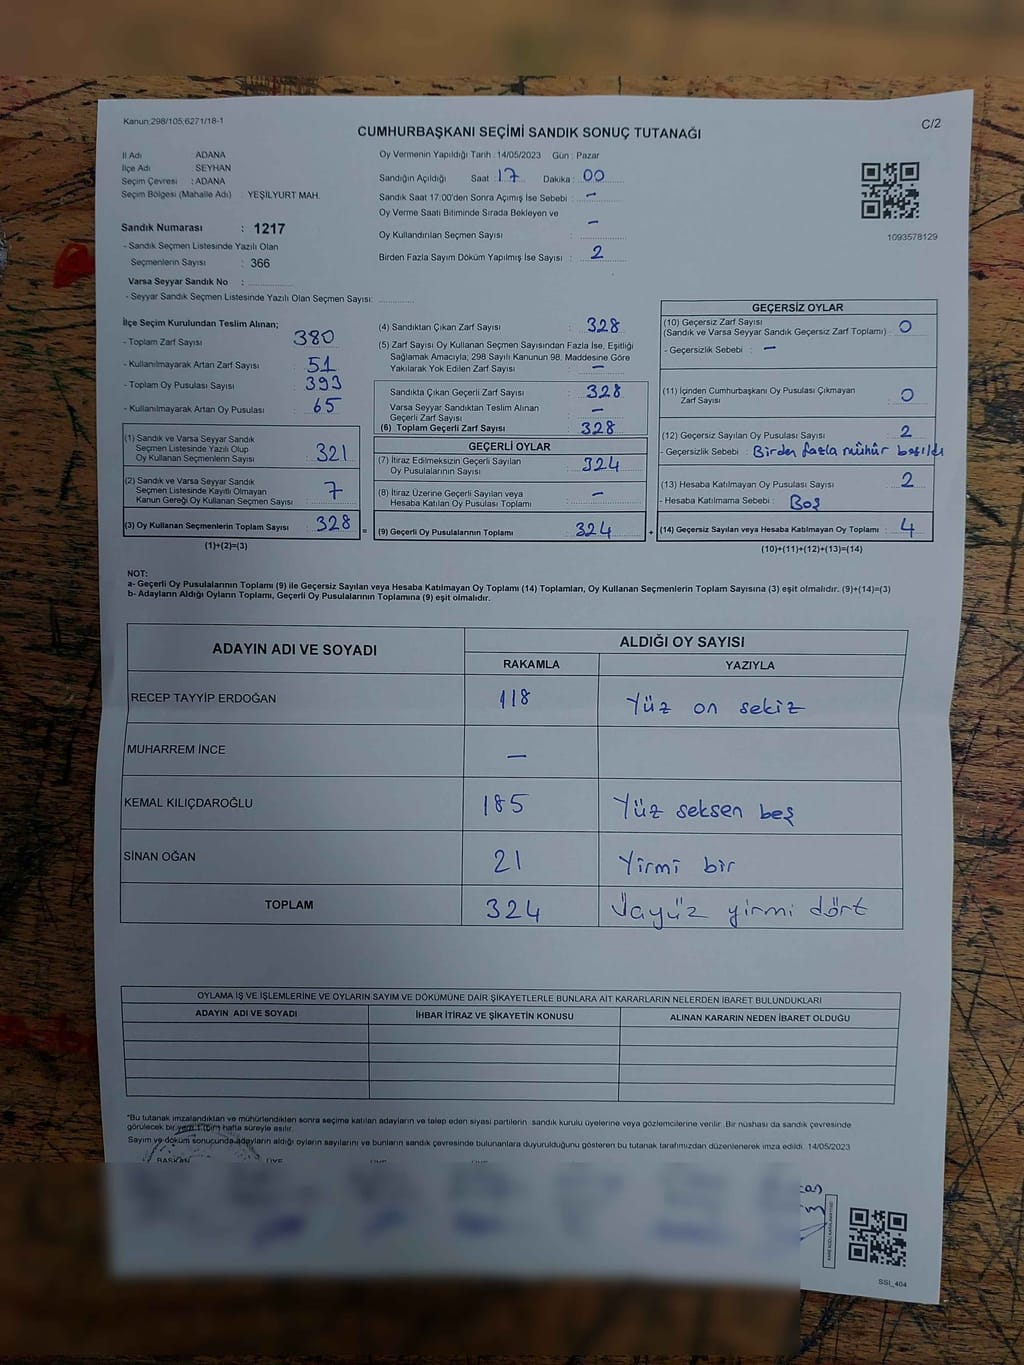 Kanun:298/105;6271/18-1
C/2
CUMHURBAŞKANI SEÇİMİ SANDIK SONUÇ TUTANAĞI
İl Adı ADANA
İlçe Adı : SEYHAN
Seçim Çevresi : ADANA
Seçim Bölgesi (Mahalle Adı) : YEŞİLYURT MAH.
Sandık Numarası : 1217
- Sandık Seçmen Listesinde Yazılı Olan
Seçmenlerin Sayısı : 366
Varsa Seyyar Sandık No :
- Seyyar Sandık Seçmen Listesinde Yazılı Olan Seçmen Sayısı:
Oy Vermenin Yapıldığı Tarih : 14/05/2023 Gün : Pazar
Sandığın Açıldığı Saat : 17 Dakika : 00
Sandık Saat 17:00'den Sonra Açımış İse Sebebi : —
Oy Verme Saati Bitiminde Sırada Bekleyen ve
Oy Kullandırılan Seçmen Sayısı : —
Birden Fazla Sayım Döküm Yapılmış İse Sayısı : 2
1093578129
İlçe Seçim Kurulundan Teslim Alınan;
- Toplam Zarf Sayısı : 380
- Kullanılmayarak Artan Zarf Sayısı : 51
- Toplam Oy Pusulası Sayısı : 393
- Kullanılmayarak Artan Oy Pusulası : 65
(1) Sandık ve Varsa Seyyar Sandık
Seçmen Listesinde Yazılı Olup
Oy Kullanan Seçmenlerin Sayısı : 321
(2) Sandık ve Varsa Seyyar Sandık
Seçmen Listesinde Kayıtlı Olmayan
Kanun Gereği Oy Kullanan Seçmen Sayısı : 7
(3) Oy Kullanan Seçmenlerin Toplam Sayısı : 328 =
(1)+(2)=(3)
(4) Sandıktan Çıkan Zarf Sayısı : 328
(5) Zarf Sayısı Oy Kullanan Seçmen Sayısından Fazla İse, Eşitliği
Sağlamak Amacıyla; 298 Sayılı Kanunun 98. Maddesine Göre
Yakılarak Yok Edilen Zarf Sayısı : —
Sandıkta Çıkan Geçerli Zarf Sayısı : 328
Varsa Seyyar Sandıktan Teslim Alınan
Geçerli Zarf Sayısı : —
(6) Toplam Geçerli Zarf Sayısı : 328
GEÇERLİ OYLAR
(7) İtiraz Edilmeksizin Geçerli Sayılan
Oy Pusulalarının Sayısı : 324
(8) İtiraz Üzerine Geçerli Sayılan veya
Hesaba Katılan Oy Pusulası Toplamı : —
(9) Geçerli Oy Pusulalarının Toplamı : 324 +
GEÇERSİZ OYLAR
(10) Geçersiz Zarf Sayısı
(Sandık ve Varsa Seyyar Sandık Geçersiz Zarf Toplamı) : 0
- Geçersizlik Sebebi : —
(11) İçinden Cumhurbaşkanı Oy Pusulası Çıkmayan
Zarf Sayısı : 0
(12) Geçersiz Sayılan Oy Pusulası Sayısı : 2
- Geçersizlik Sebebi : Birden fazla mühür basıldı
(13) Hesaba Katılmayan Oy Pusulası Sayısı : 2
- Hesaba Katılmama Sebebi : Boş
(14) Geçersiz Sayılan veya Hesaba Katılmayan Oy Toplamı : 4
(10)+(11)+(12)+(13)=(14)
NOT:
a- Geçerli Oy Pusulalarının Toplamı (9) ile Geçersiz Sayılan veya Hesaba Katılmayan Oy Toplamı (14) Toplamları, Oy Kullanan Seçmenlerin Toplam Sayısına (3) eşit olmalıdır. (9)+(14)=(3)
b- Adayların Aldığı Oyların Toplamı, Geçerli Oy Pusulalarının Toplamına (9) eşit olmalıdır.
ADAYIN ADI VE SOYADI ALDIĞI OY SAYISI
RAKAMLA YAZIYLA
RECEP TAYYİP ERDOĞAN 118 Yüz on sekiz
MUHARREM İNCE —
KEMAL KILIÇDAROĞLU 185 Yüz seksen beş
SİNAN OĞAN 21 Yirmi bir
TOPLAM 324 Üayüz yirmi dört
OYLAMA İŞ VE İŞLEMLERİNE VE OYLARIN SAYIM VE DÖKÜMÜNE DAİR ŞİKAYETLERLE BUNLARA AİT KARARLARIN NELERDEN İBARET BULUNDUKLARI
ADAYIN ADI VE SOYADI İHBAR İTİRAZ VE ŞİKAYETİN KONUSU ALINAN KARARIN NEDEN İBARET OLDUĞU
*Bu tutanak imzalandıktan ve mühürlendikten sonra seçime katılan adayların ve talep eden siyasi partilerin sandık kurulu üyelerine veya gözlemcilerine verilir. Bir nüshası da sandık çevresinde
görülecek bir yere 1 (bir) hafta süreyle asılır.
Sayım ve döküm sonucunda adayların aldığı oyların sayılarını ve bunların sandık çevresinde bulunanlara duyurulduğunu gösteren bu tutanak tarafımızdan düzenlenerek imza edildi. 14/05/2023
BAŞKAN ÜYE ÜYE ÜYE
SSİ_404